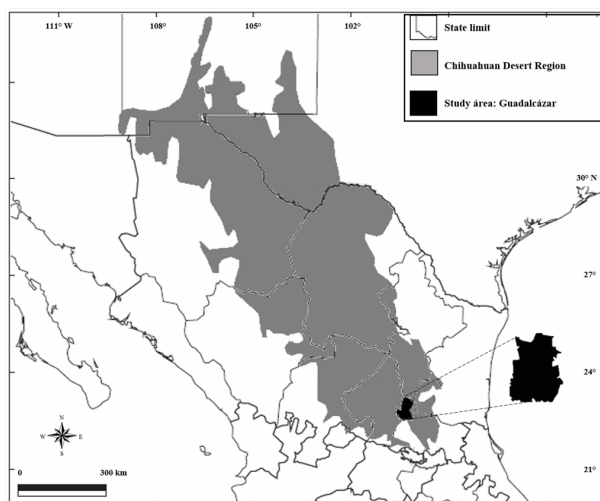 111° W
108°
105°
102°
State limit
Chihuahuan Desert Region
Study área: Guadalcázar
30° N
27°
24°
21°
N
W
E
S
0
300 km